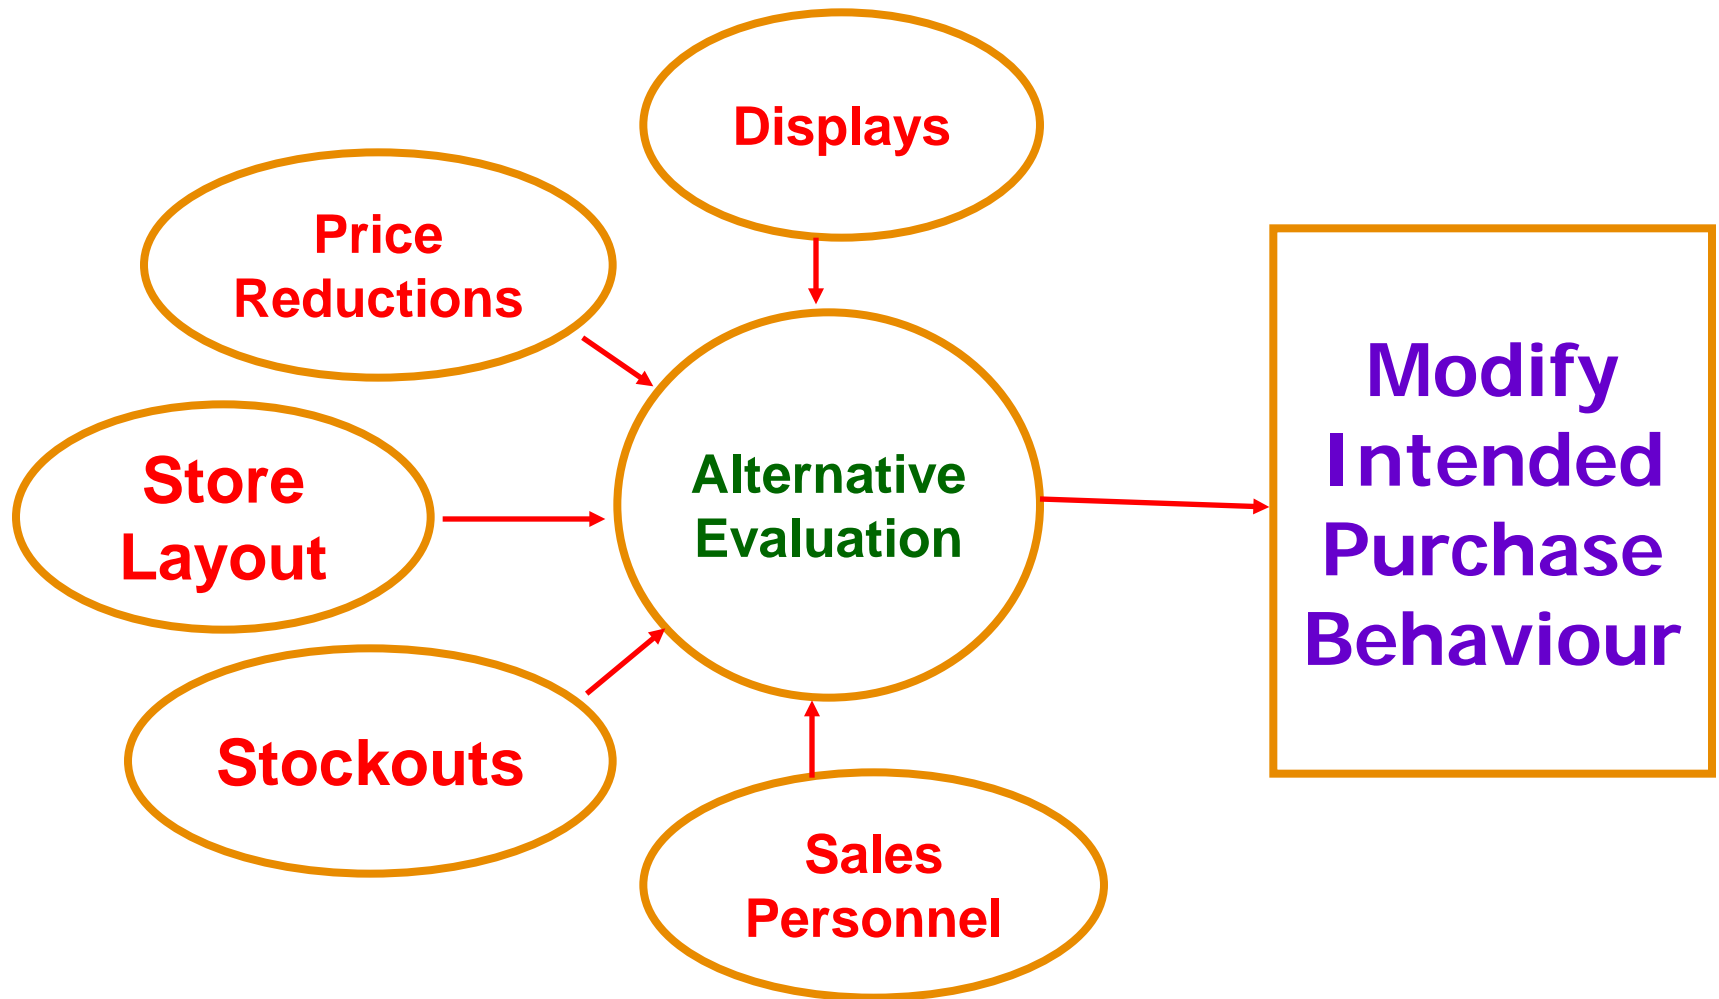 Displays
Price
Reductions
Store
Layout
Alternative
Evaluation
Modify
Intended
Purchase
Behaviour
Stockouts
Sales
Personnel